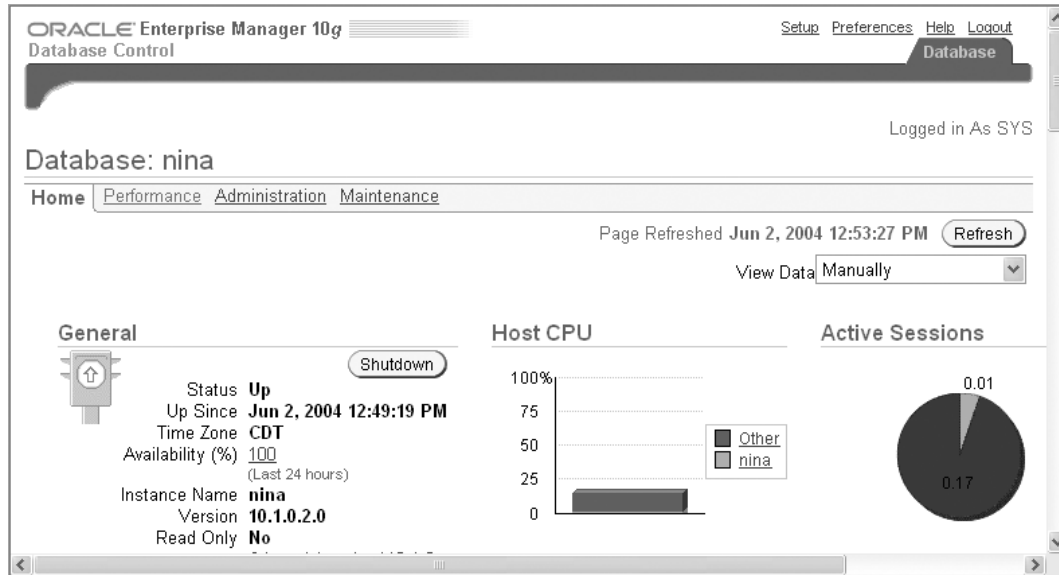 ORACLE Enterprise Manager 10g
Database Control
Setup Preferences Help Logout
Database
Logged in As SYS
Database: nina
Home Performance Administration Maintenance
Page Refreshed Jun 2, 2004 12:53:27 PM Refresh
View Data Manually
General
Shutdown
Status Up
Up Since Jun 2, 2004 12:49:19 PM
Time Zone CDT
Availability (%) 100
(Last 24 hours)
Instance Name nina
Version 10.1.0.2.0
Read Only No
Host CPU
100%
75
50
25
0
Other
nina
Active Sessions
0.01
0.17